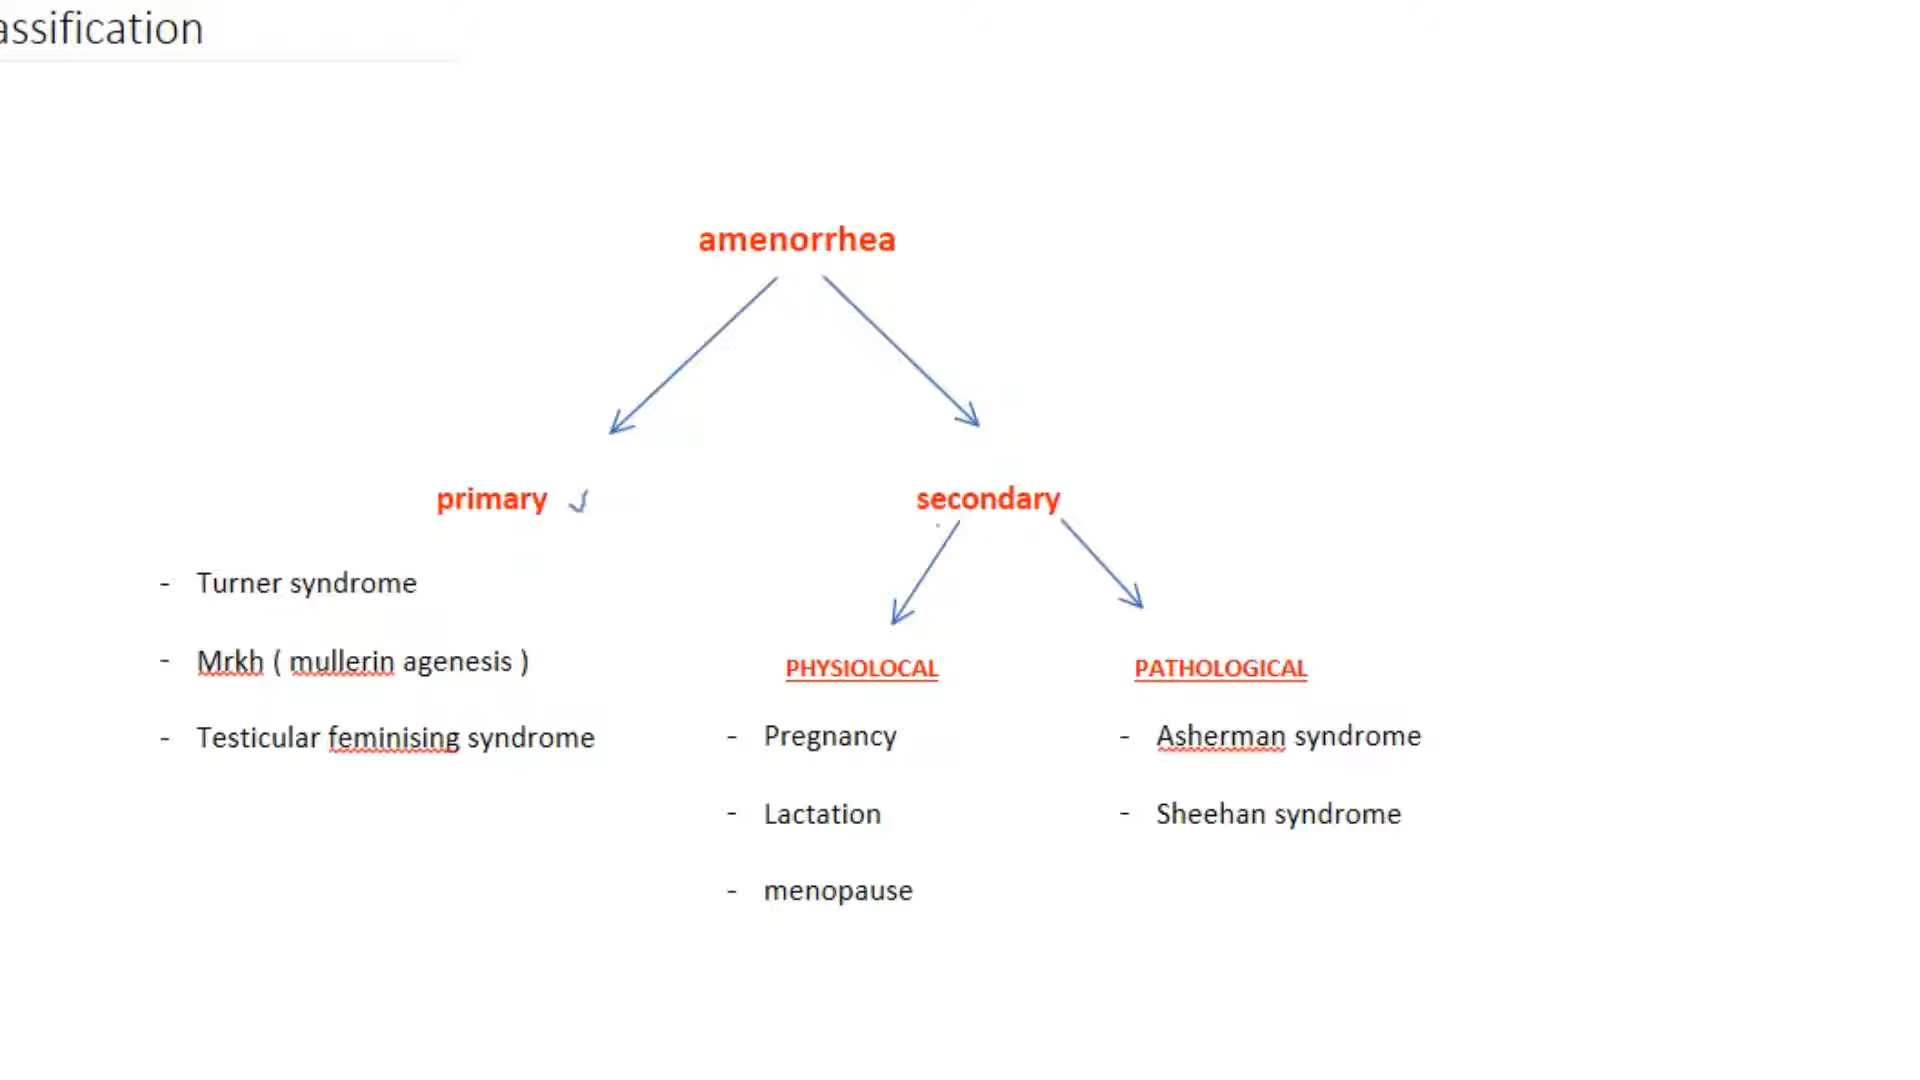 assification
amenorrhea
primary
secondary
- Turner syndrome
- Mrkh ( mullerin agenesis )
- Testicular feminising syndrome
PHYSIOLOCAL
- Pregnancy
- Lactation
- menopause
PATHOLOGICAL
- Asherman syndrome
- Sheehan syndrome